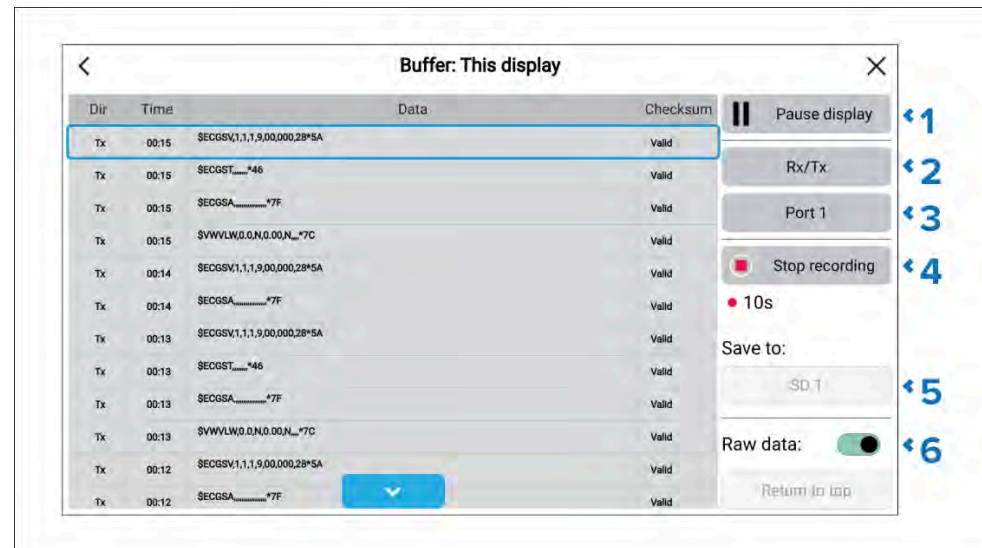 Buffer: This display
Dir Time Data Checksum
Tx 00:15 $ECGSV,1,1,1,9,00,000,28*5A Valid
Tx 00:15 $ECGST,,,,,,,,*46 Valid
Tx 00:15 $ECGSA,,,,,,,,,,,,,,,,,*7F Valid
Tx 00:15 $VWVLW,0.0,N,0.00,N,,,,*7C Valid
Tx 00:14 $ECGSV,1,1,1,9,00,000,28*5A Valid
Tx 00:14 $ECGSA,,,,,,,,,,,,,,,,,*7F Valid
Tx 00:13 $ECGSV,1,1,1,9,00,000,28*5A Valid
Tx 00:13 $ECGST,,,,,,,,*46 Valid
Tx 00:13 $ECGSA,,,,,,,,,,,,,,,,,*7F Valid
Tx 00:13 $VWVLW,0.0,N,0.00,N,,,,*7C Valid
Tx 00:12 $ECGSV,1,1,1,9,00,000,28*5A Valid
Tx 00:12 $ECGSA,,,,,,,,,,,,,,,,,*7F Valid
Pause display 1
Rx/Tx 2
Port 1 3
Stop recording 4
10s
Save to:
SD 1 5
Raw data: 6
Return to top